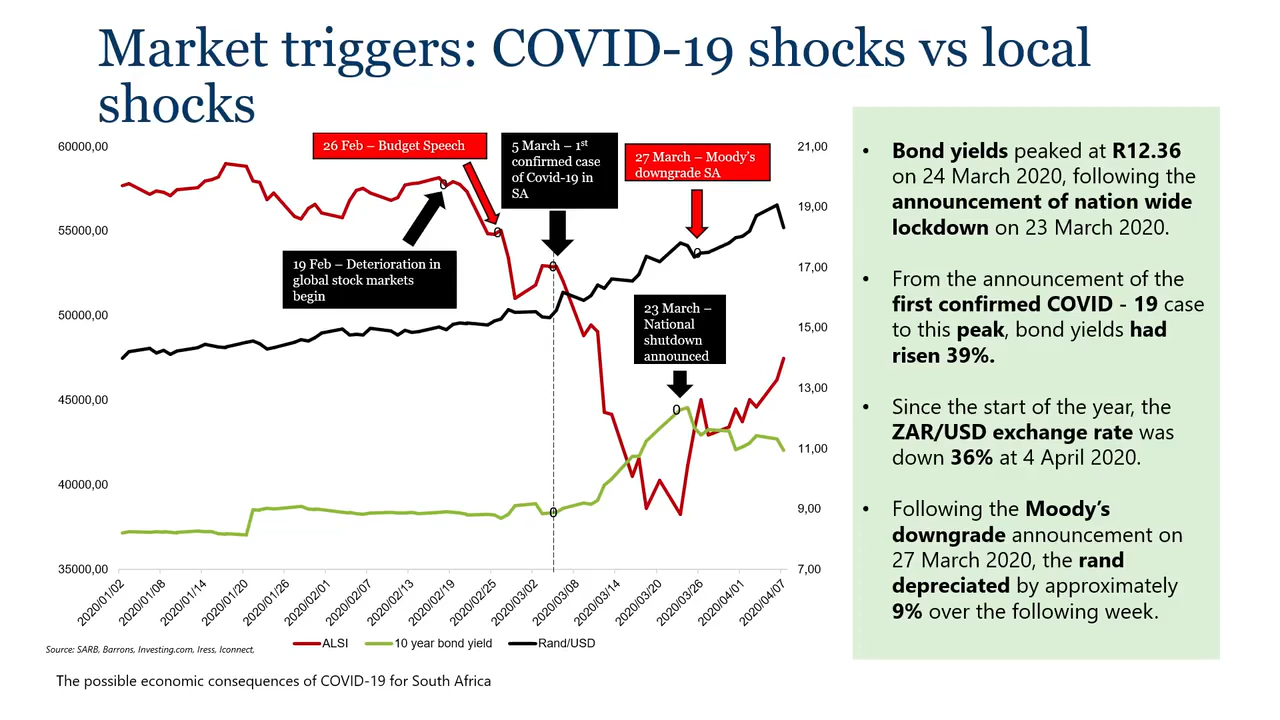 Market triggers: COVID-19 shocks vs local
shocks
60000,00
55000,00
50000,00
45000,00
40000,00
35000,00
21,00
19,00
17,00
15,00
13,00
11,00
9,00
7,00
26 Feb – Budget Speech
5 March – 1st
confirmed case
of Covid-19 in
SA
27 March – Moody's
downgrade SA
19 Feb – Deterioration in
global stock markets
begin
23 March –
National
shutdown
announced
0
0
0
0
0
0
2020/01/02
2020/01/08
2020/01/14
2020/01/20
2020/01/26
2020/02/01
2020/02/07
2020/02/13
2020/02/19
2020/02/25
2020/03/02
2020/03/08
2020/03/14
2020/03/20
2020/03/26
2020/04/01
2020/04/07
ALSI
10 year bond yield
Rand/USD
Source: SARB, Barrons, Investing.com, Iress, Iconnect,
• Bond yields peaked at R12.36
on 24 March 2020, following the
announcement of nation wide
lockdown on 23 March 2020.
• From the announcement of the
first confirmed COVID - 19 case
to this peak, bond yields had
risen 39%.
• Since the start of the year, the
ZAR/USD exchange rate was
down 36% at 4 April 2020.
• Following the Moody's
downgrade announcement on
27 March 2020, the rand
depreciated by approximately
9% over the following week.
The possible economic consequences of COVID-19 for South Africa